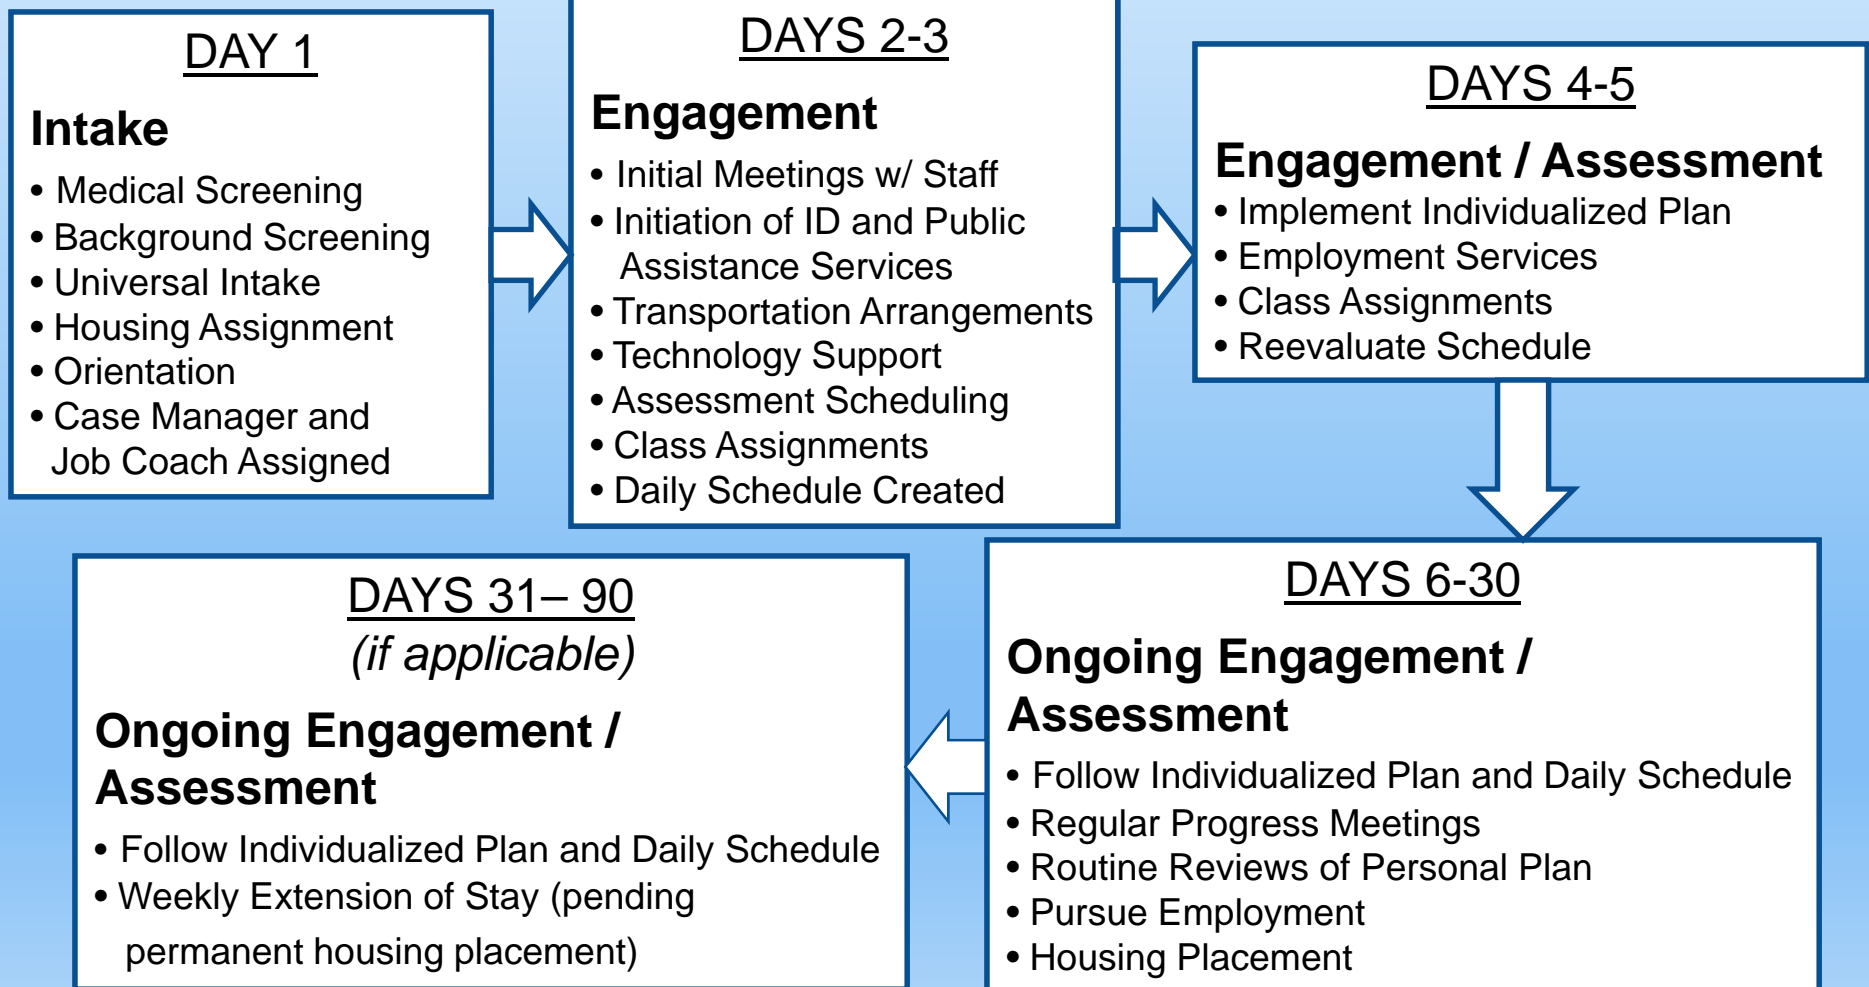 DAY 1
Intake
• Medical Screening
• Background Screening
• Universal Intake
• Housing Assignment
• Orientation
• Case Manager and
Job Coach Assigned
DAYS 2-3
Engagement
• Initial Meetings w/ Staff
• Initiation of ID and Public
Assistance Services
• Transportation Arrangements
• Technology Support
• Assessment Scheduling
• Class Assignments
• Daily Schedule Created
DAYS 4-5
Engagement / Assessment
• Implement Individualized Plan
• Employment Services
• Class Assignments
• Reevaluate Schedule
DAYS 6-30
Ongoing Engagement /
Assessment
• Follow Individualized Plan and Daily Schedule
• Regular Progress Meetings
• Routine Reviews of Personal Plan
• Pursue Employment
• Housing Placement
DAYS 31– 90
(if applicable)
Ongoing Engagement /
Assessment
• Follow Individualized Plan and Daily Schedule
• Weekly Extension of Stay (pending
permanent housing placement)